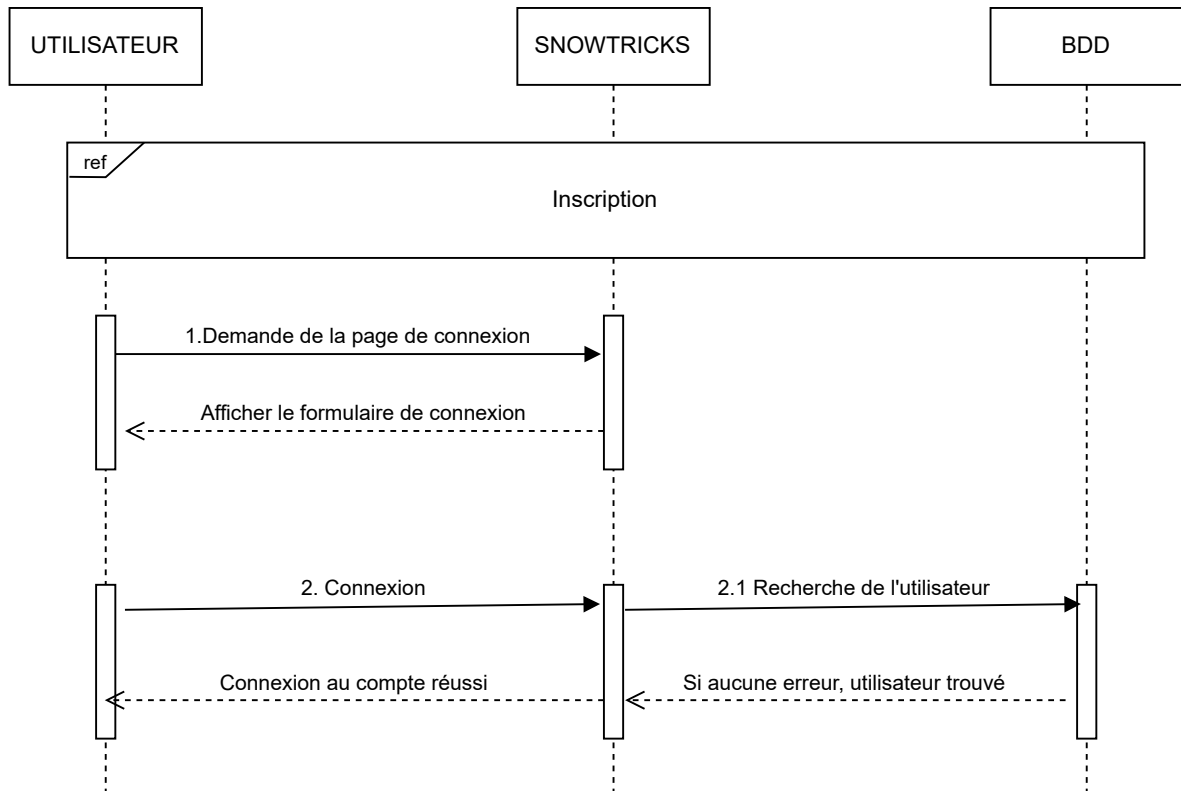 UTILISATEUR
SNOWTRICKS
BDD
ref
Inscription
1.Demande de la page de connexion
Afficher le formulaire de connexion
2. Connexion
2.1 Recherche de l'utilisateur
Connexion au compte réussi
Si aucune erreur, utilisateur trouvé